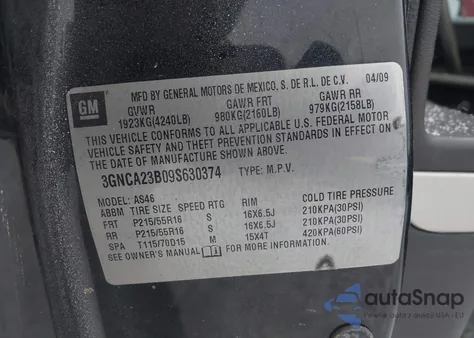 GM
MFD BY GENERAL MOTORS DE MEXICO, S. DE R.L. DE C.V. 04/09
GVWR GAWR FRT GAWR RR
1923KG(4240LB) 980KG(2160LB) 979KG(2158LB)
THIS VEHICLE CONFORMS TO ALL APPLICABLE U.S. FEDERAL MOTOR
VEHICLE SAFETY AND THEFT PREVENTION STANDARDS IN EFFECT ON
THE DATE OF MANUFACTURE SHOWN ABOVE.
3GNCA23B09S630374 TYPE: M.P.V.
MODEL: AS46
ABBM TIRE SIZE SPEED RTG RIM COLD TIRE PRESSURE
FRT P215/55R16 S 16X6.5J 210KPA(30PSI)
RR P215/55R16 S 16X6.5J 210KPA(30PSI)
SPA T115/70D15 M 15X4T 420KPA(60PSI)
SEE OWNER'S MANUAL FOR MORE INFORMATION.
autoSnap